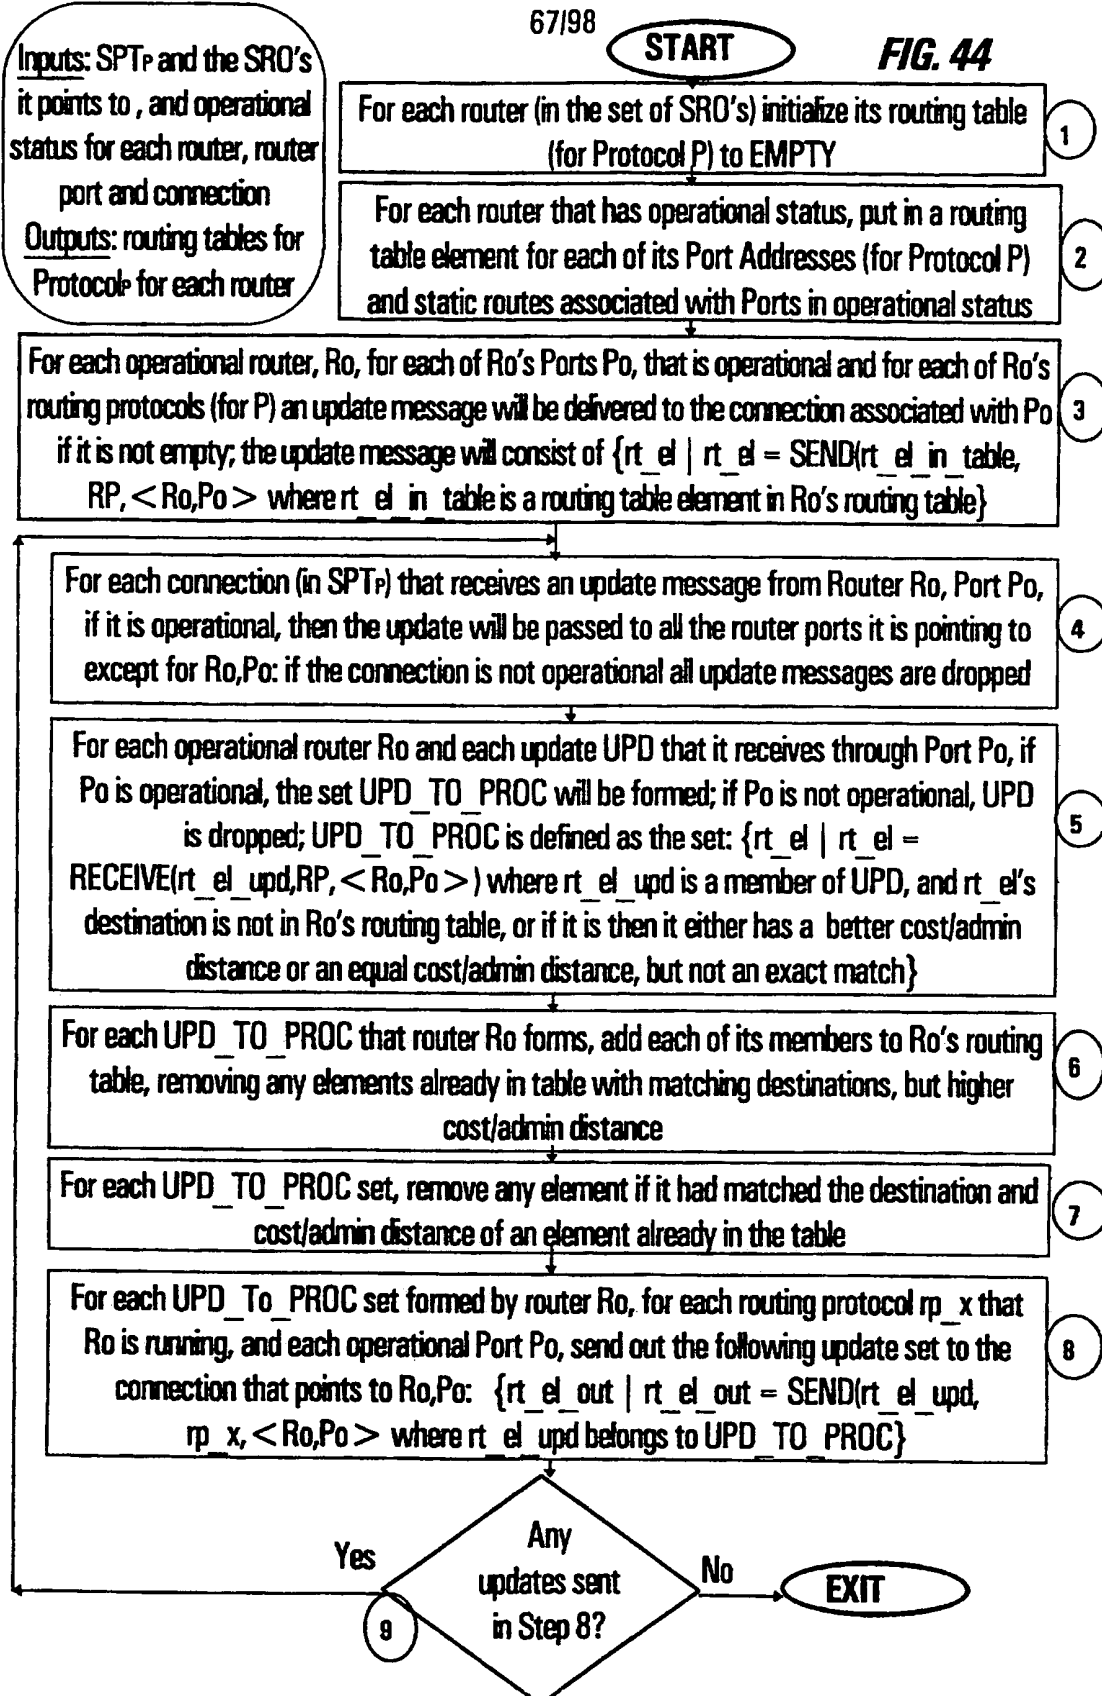 67/98
START
FIG. 44
Inputs: SPTP and the SRO's
it points to , and operational
status for each router, router
port and connection
Outputs: routing tables for
ProtocolP for each router
For each router (in the set of SRO's) initialize its routing table
(for Protocol P) to EMPTY
1
For each router that has operational status, put in a routing
table element for each of its Port Addresses (for Protocol P)
and static routes associated with Ports in operational status
2
For each operational router, Ro, for each of Ro's Ports Po, that is operational and for each of Ro's
routing protocols (for P) an update message will be delivered to the connection associated with Po
if it is not empty; the update message will consist of {rt_el | rt_el = SEND(rt_el_in_table,
RP, <Ro,Po> where rt_el_in_table is a routing table element in Ro's routing table}
3
For each connection (in SPTP) that receives an update message from Router Ro, Port Po,
if it is operational, then the update will be passed to all the router ports it is pointing to
except for Ro,Po: if the connection is not operational all update messages are dropped
4
For each operational router Ro and each update UPD that it receives through Port Po, if
Po is operational, the set UPD_TO_PROC will be formed; if Po is not operational, UPD
is dropped; UPD_TO_PROC is defined as the set: {rt_el | rt_el =
RECEIVE(rt_el_upd,RP, <Ro,Po>) where rt_el_upd is a member of UPD, and rt_el's
destination is not in Ro's routing table, or if it is then it either has a better cost/admin
distance or an equal cost/admin distance, but not an exact match}
5
For each UPD_TO_PROC that router Ro forms, add each of its members to Ro's routing
table, removing any elements already in table with matching destinations, but higher
cost/admin distance
6
For each UPD_TO_PROC set, remove any element if it had matched the destination and
cost/admin distance of an element already in the table
7
For each UPD_To_PROC set formed by router Ro, for each routing protocol rp_x that
Ro is running, and each operational Port Po, send out the following update set to the
connection that points to Ro,Po: {rt_el_out | rt_el_out = SEND(rt_el_upd,
rp_x, <Ro,Po> where rt_el_upd belongs to UPD_TO_PROC}
8
Any
updates sent
in Step 8?
Yes
No
EXIT
9